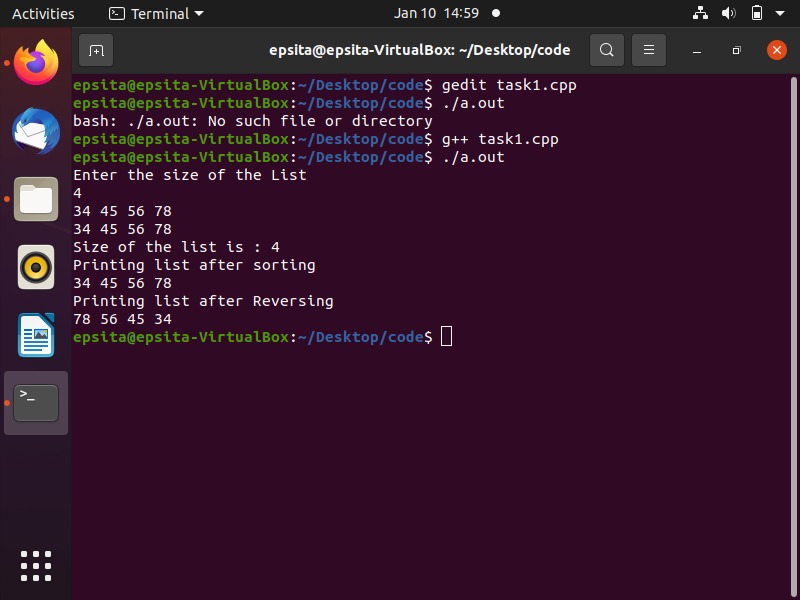 Activities Terminal Jan 10 14:59
epsita@epsita-VirtualBox: ~/Desktop/code
epsita@epsita-VirtualBox:~/Desktop/code$ gedit task1.cpp
epsita@epsita-VirtualBox:~/Desktop/code$ ./a.out
bash: ./a.out: No such file or directory
epsita@epsita-VirtualBox:~/Desktop/code$ g++ task1.cpp
epsita@epsita-VirtualBox:~/Desktop/code$ ./a.out
Enter the size of the List
4
34 45 56 78
34 45 56 78
Size of the list is : 4
Printing list after sorting
34 45 56 78
Printing list after Reversing
78 56 45 34
epsita@epsita-VirtualBox:~/Desktop/code$
>_